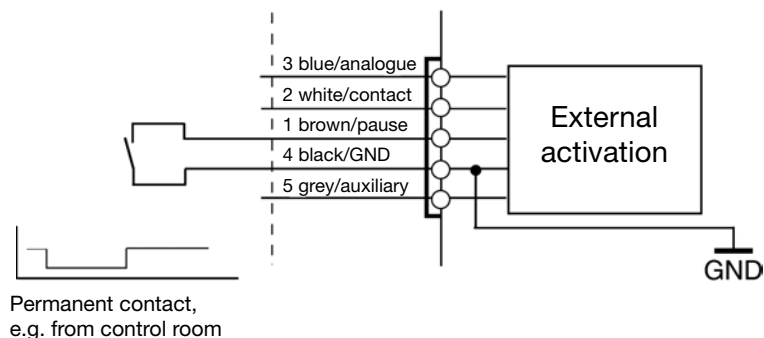 3 blue/analogue
2 white/contact
1 brown/pause
4 black/GND
5 grey/auxiliary
External
activation
GND
Permanent contact,
e.g. from control room